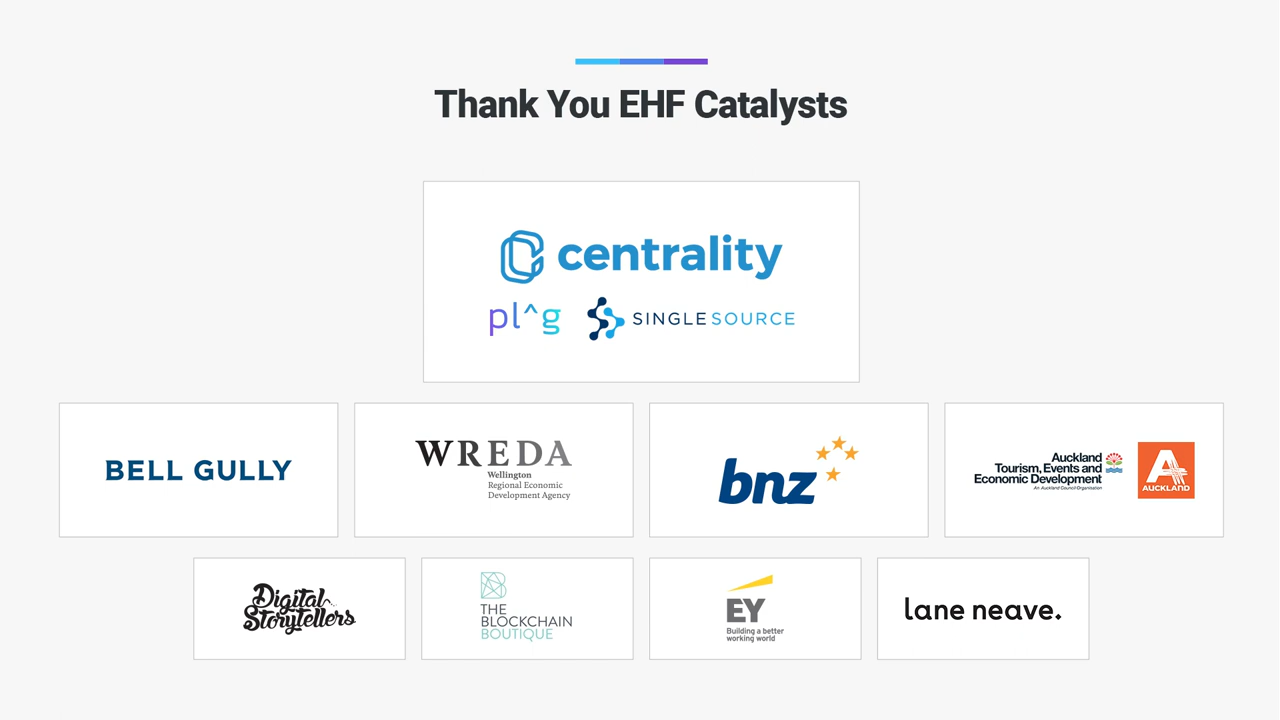 Thank You EHF Catalysts
centrality
pl^g
SINGLESOURCE
BELL GULLY
WREDA
Wellington
Regional Economic
Development Agency
bnz
Auckland
Tourism, Events and
Economic Development
An Auckland Council Organisation
AUCKLAND
Digital
Storytellers
THE
BLOCKCHAIN
BOUTIQUE
EY
Building a better
working world
lane neave.